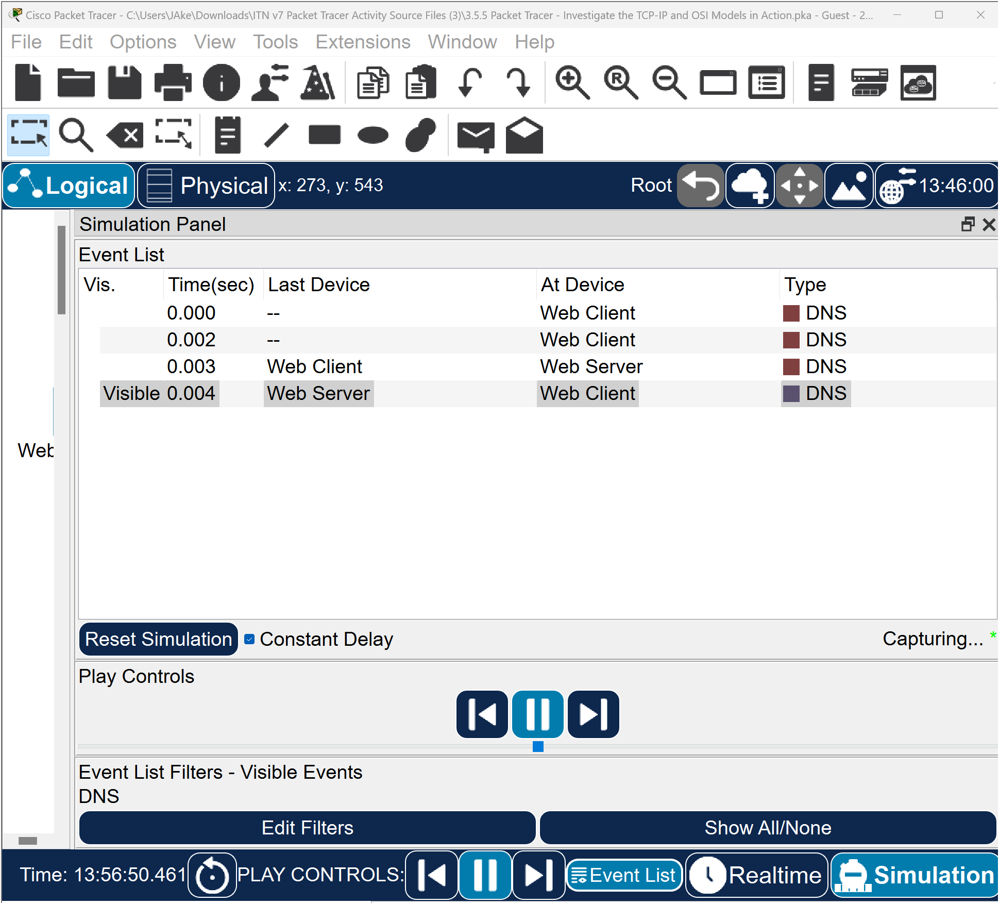 Cisco Packet Tracer - C:\Users\JAke\Downloads\ITN v7 Packet Tracer Activity Source Files (3)\3.5.5 Packet Tracer - Investigate the TCP-IP and OSI Models in Action.pka - Guest - 2...
File Edit Options View Tools Extensions Window Help
Logical Physical x: 273, y: 543 Root 13:46:00
Simulation Panel
Event List
Vis. Time(sec) Last Device At Device Type
0.000 -- Web Client DNS
0.002 -- Web Client DNS
0.003 Web Client Web Server DNS
Visible 0.004 Web Server Web Client DNS
Web
Reset Simulation Constant Delay Capturing... *
Play Controls
Event List Filters - Visible Events
DNS
Edit Filters Show All/None
Time: 13:56:50.461 PLAY CONTROLS: Event List Realtime Simulation